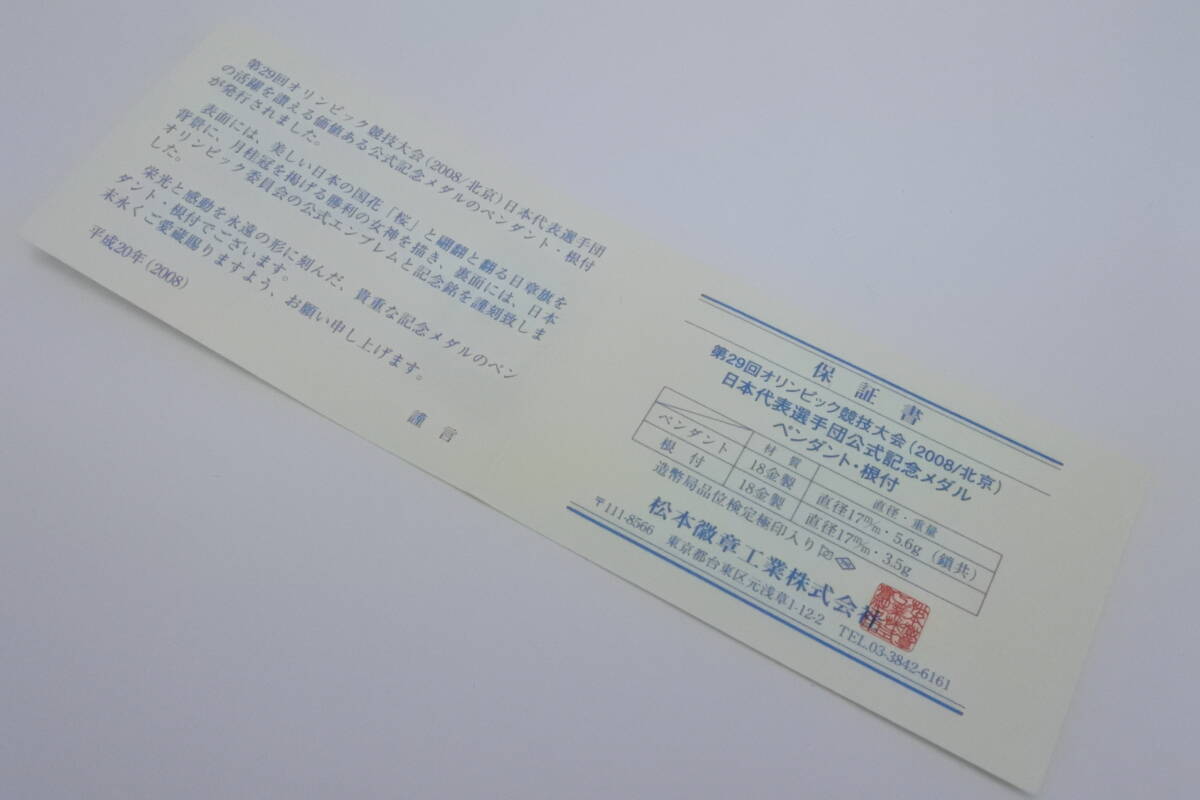 第29回オリンピック競技大会(2008/北京)日本代表選手団
の活躍を讃える価値ある公式記念メダルのペンダント・根付
が発行されました。
表面には、美しい日本の国花「桜」と翩翻と翻る日章旗を
背景に、月桂冠を掲げる勝利の女神を描き、裏面には、日本
オリンピック委員会の公式エンブレムと記念銘を謹刻致しま
した。
栄光と感動を永遠の形に刻んだ、貴重な記念メダルのペン
ダント・根付でございます。
末永くご愛蔵賜りますよう、お願い申し上げます。
平成20年(2008)
謹言
保証書
第29回オリンピック競技大会(2008/北京)
日本代表選手団公式記念メダル
ペンダント・根付
材質 直径・重量
ペンダント 18金製 直径17m/m・5.6g(鎖共)
根付 18金製 直径17m/m・3.5g
造幣局品位検定極印入り
松本徽章工業株式会社
〒111-8566 東京都台東区元浅草1-12-2 TEL.03-3842-6161